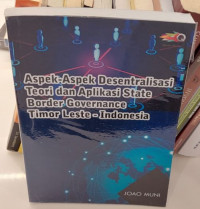 Aspek-Aspek Desentralisasi
Teori dan Aplikasi State
Border Governance
Timor Leste - Indonesia
JOAO MUNI